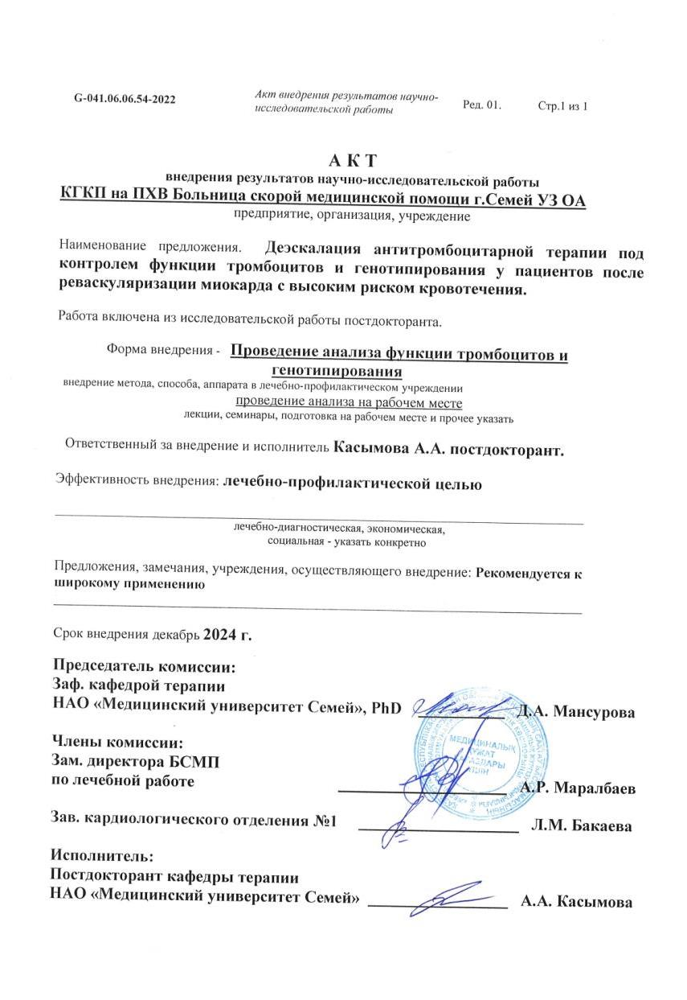 G-041.06.06.54-2022
Акт внедрения результатов научно-
исследовательской работы
Ред. 01.
Стр.1 из 1
А К Т
внедрения результатов научно-исследовательской работы
КГКП на ПХВ Больница скорой медицинской помощи г.Семей УЗ ОА
предприятие, организация, учреждение
Наименование предложения. Деэскалация антитромбоцитарной терапии под
контролем функции тромбоцитов и генотипирования у пациентов после
реваскуляризации миокарда с высоким риском кровотечения.
Работа включена из исследовательской работы постдокторанта.
Форма внедрения - Проведение анализа функции тромбоцитов и
генотипирования
внедрение метода, способа, аппарата в лечебно-профилактическом учреждении
проведение анализа на рабочем месте
лекции, семинары, подготовка на рабочем месте и прочее указать
Ответственный за внедрение и исполнитель Касымова А.А. постдокторант.
Эффективность внедрения: лечебно-профилактической целью
лечебно-диагностическая, экономическая,
социальная - указать конкретно
Предложения, замечания, учреждения, осуществляющего внедрение: Рекомендуется к
широкому применению
Срок внедрения декабрь 2024 г.
Председатель комиссии:
Заф. кафедрой терапии
НАО «Медицинский университет Семей», PhD Д.А. Мансурова
Члены комиссии:
Зам. директора БСМП
по лечебной работе А.Р. Маралбаев
МЕДИЦИНАЛЫҚ
Зав. кардиологического отделения №1 Л.М. Бакаева
Исполнитель:
Постдокторант кафедры терапии
НАО «Медицинский университет Семей» А.А. Касымова